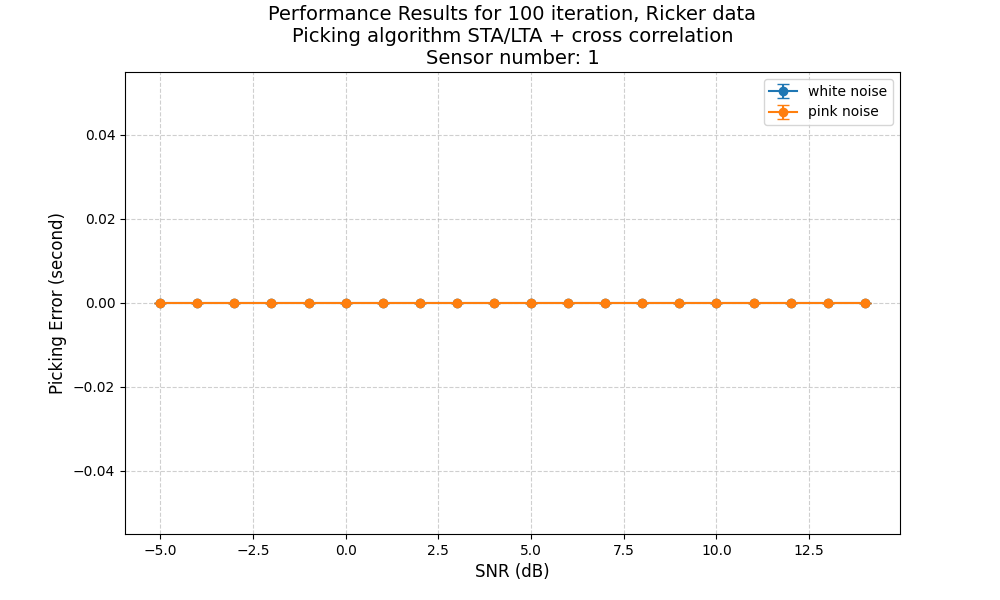 Performance Results for 100 iteration, Ricker data
Picking algorithm STA/LTA + cross correlation
Sensor number: 1
white noise
pink noise
0.04
0.02
0.00
−0.02
−0.04
Picking Error (second)
−5.0 −2.5 0.0 2.5 5.0 7.5 10.0 12.5
SNR (dB)